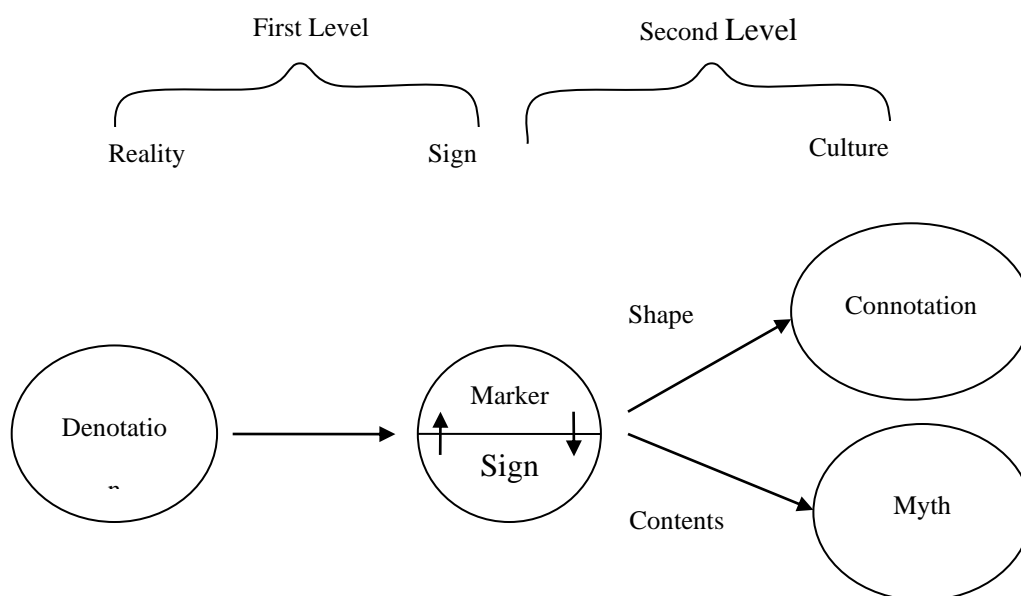 First Level
Second Level
Reality
Sign
Culture
Connotation
Shape
Marker
Denotatio
n
Sign
Myth
Contents